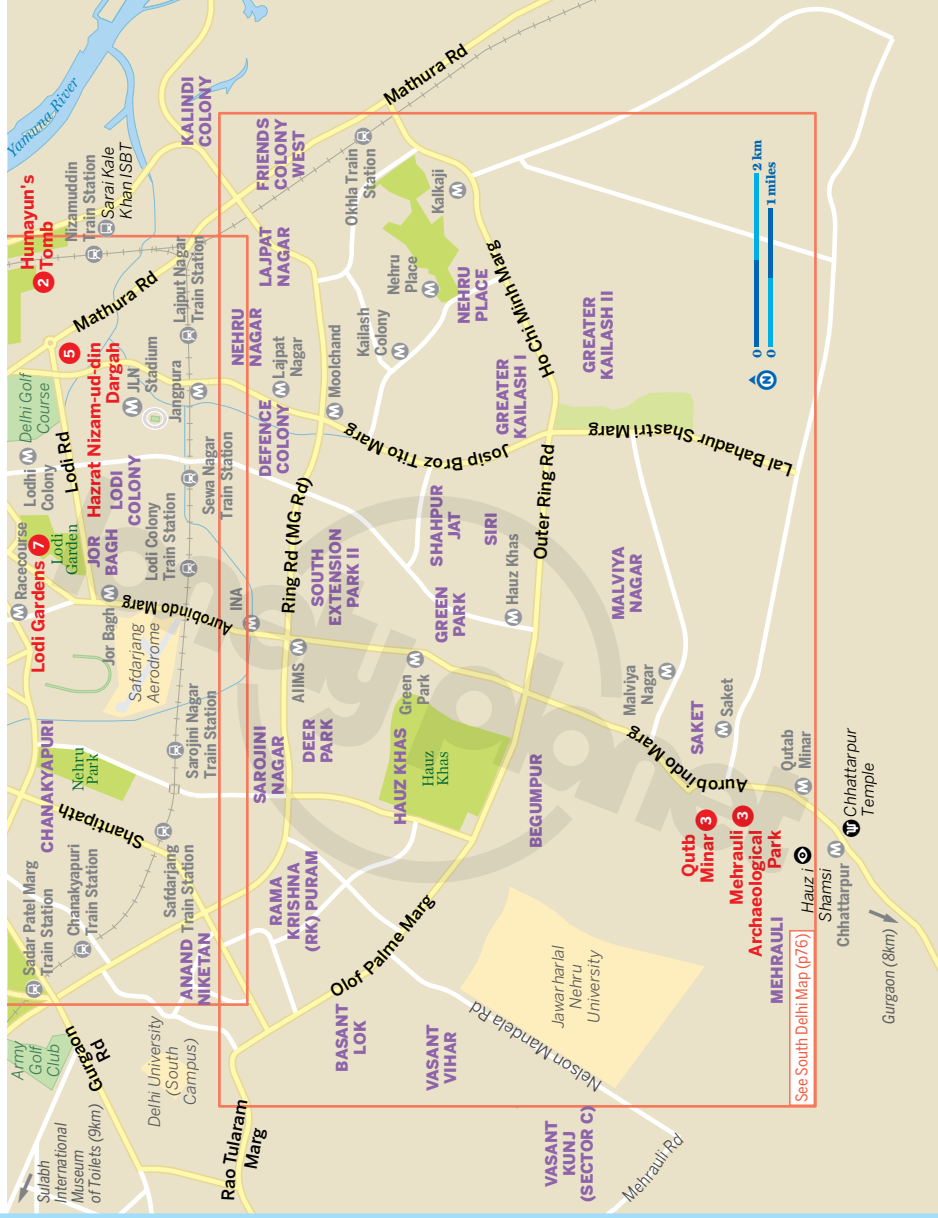 Sulabh
International
Museum
of Toilets (9km)
Army
Golf
Club
Gurgaon
Rd
Sadar Patel Marg
Train Station
Chanakyapuri
Train Station
CHANAKYAPURI
Nehru
Park
Shantipath
Racecourse
Lodi Gardens
7
Lodi
Garden
Lodhi
Colony
Delhi Golf
Course
Lodi Rd
5
Hazrat Nizam-ud-din
Dargah
Humayun's
2
Tomb
Mathura Rd
Nizamuddin
Train Station
Sarai Kale
Khan ISBT
Yamuna River
KALINDI
COLONY
Delhi University
(South
Campus)
Safdarjang
Train Station
Sarojini Nagar
Train Station
Safdarjang
Aerodrome
Jor Bagh
JOR
BAGH
LODI
COLONY
Lodi Colony
Train Station
Aurobindo Marg
Sewa Nagar
Train Station
JLN
Stadium
Jangpura
Lajput Nagar
Train Station
ANAND
NIKETAN
Rao Tularam
Marg
RAMA
KRISHNA
(RK) PURAM
SAROJINI
NAGAR
DEER
PARK
INA
AIIMS
Ring Rd (MG Rd)
SOUTH
EXTENSION
PARK II
DEFENCE
COLONY
Lajpat
Nagar
NEHRU
NAGAR
LAJPAT
NAGAR
FRIENDS
COLONY
WEST
Mathura Rd
Moolchand
Kailash
Colony
Nehru
Place
Okhla Train
Station
Kalkaji
BASANT
LOK
Olof Palme Marg
HAUZ KHAS
Hauz
Khas
Green
Park
GREEN
PARK
SHAHPUR
JAT
SIRI
Josip Broz Tito Marg
NEHRU
PLACE
Ho Chi Minh Marg
VASANT
VIHAR
Nelson Mandela Rd
BEGUMPUR
Hauz Khas
Outer Ring Rd
GREATER
KAILASH I
GREATER
KAILASH II
VASANT
KUNJ
(SECTOR C)
Mehrauli Rd
Jawarharlal
Nehru
University
MALVIYA
NAGAR
Malviya
Nagar
Lal Bahadur Shastri Marg
Aurobindo Marg
SAKET
Saket
Qutb
Minar
3
Mehrauli
3
Archaeological
Park
Aurobindo Marg
MEHRAULI
Hauz i
Shamsi
Qutab
Minar
Chhattarpur
Chhattarpur
Temple
Gurgaon (8km)
See South Delhi Map (p76)
N
0
2 km
0
1 miles
lonely planet